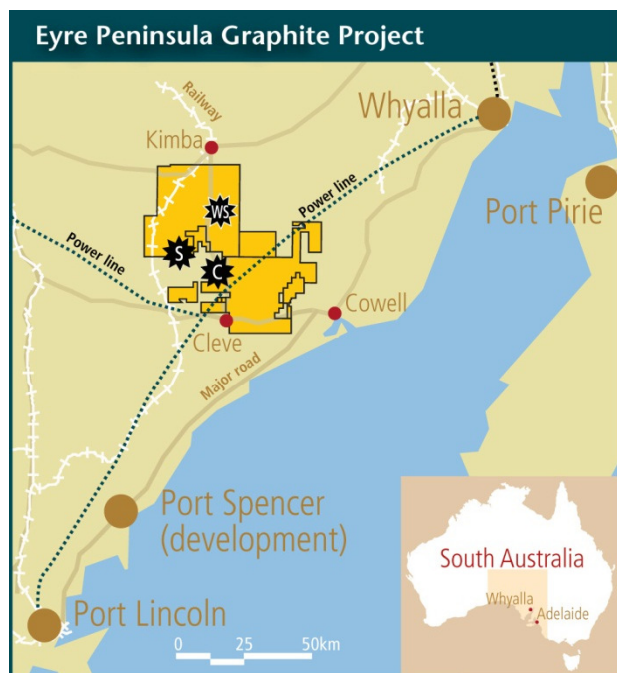 Eyre Peninsula Graphite Project
Railway
Whyalla
Kimba
Port Pirie
WS
Power line
S
C
Power line
Cowell
Cleve
Major road
Port Spencer
(development)
Port Lincoln
0 25 50km
South Australia
Whyalla
Adelaide